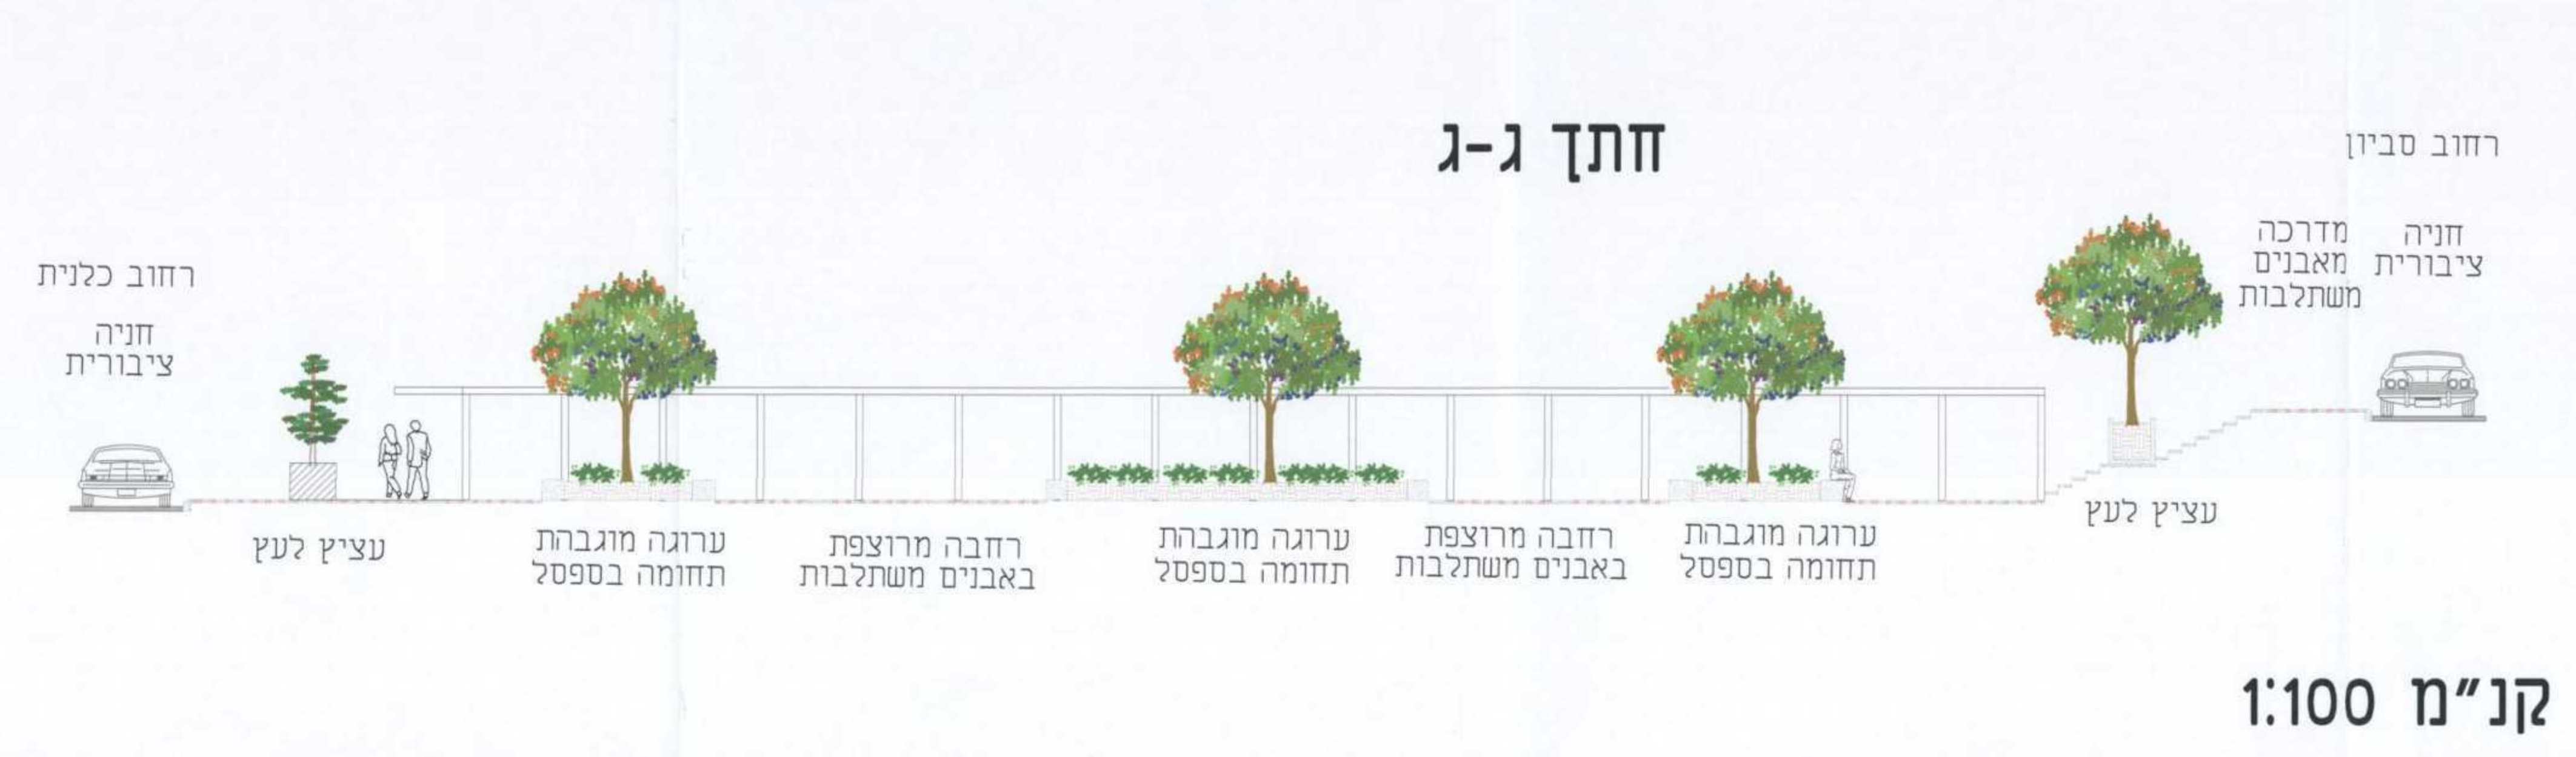 חתך ג-ג
רחוב סביון
חניה
ציבורית
מדרכה
מאבנים
משתלבות
רחוב כלנית
חניה
ציבורית
עציץ לעץ
ערוגה מוגבהת
תחומה בספסל
רחבה מרוצפת
באבנים משתלבות
ערוגה מוגבהת
תחומה בספסל
רחבה מרוצפת
באבנים משתלבות
ערוגה מוגבהת
תחומה בספסל
עציץ לעץ
קנ״מ 1:100